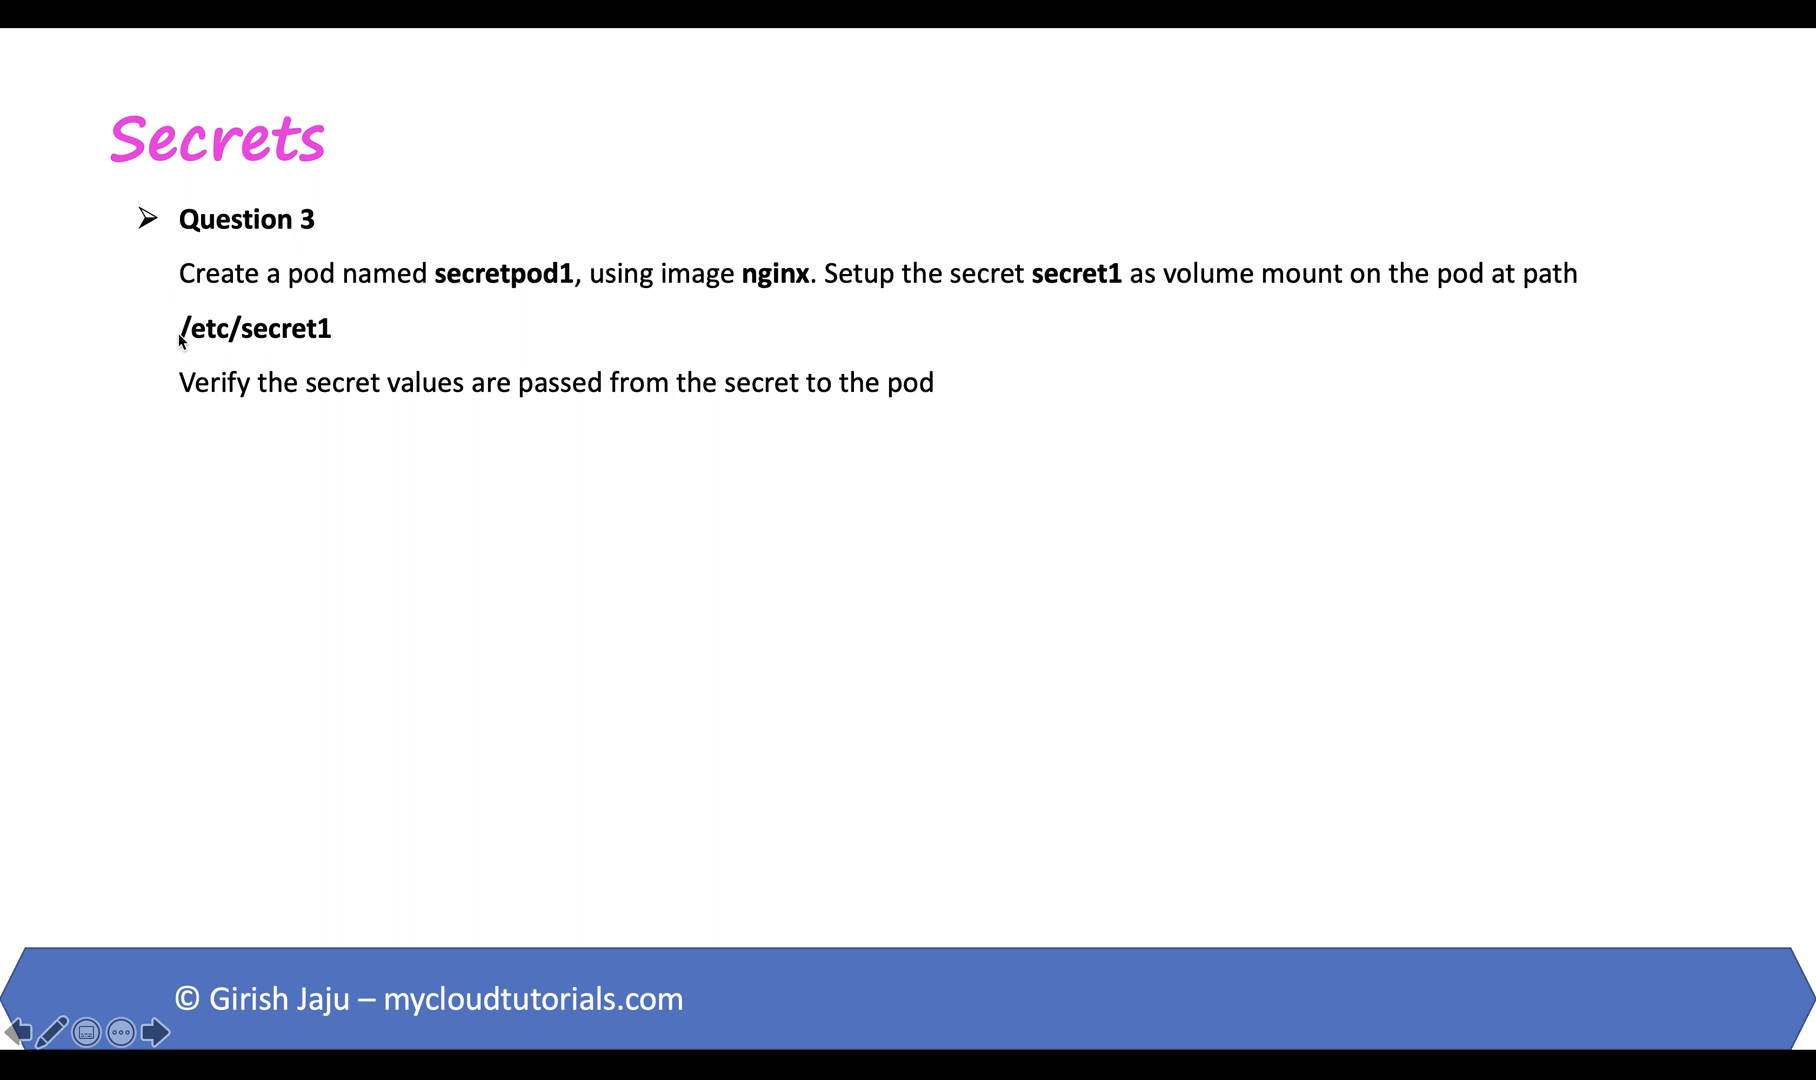 Secrets
Question 3
Create a pod named secretpod1, using image nginx. Setup the secret secret1 as volume mount on the pod at path
/etc/secret1
Verify the secret values are passed from the secret to the pod
© Girish Jaju – mycloudtutorials.com